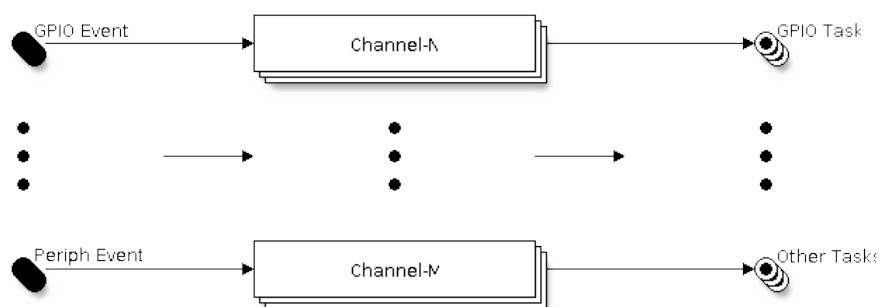 GPIO Event
Channel-N
GPIO Task
Periph Event
Channel-M
Other Tasks